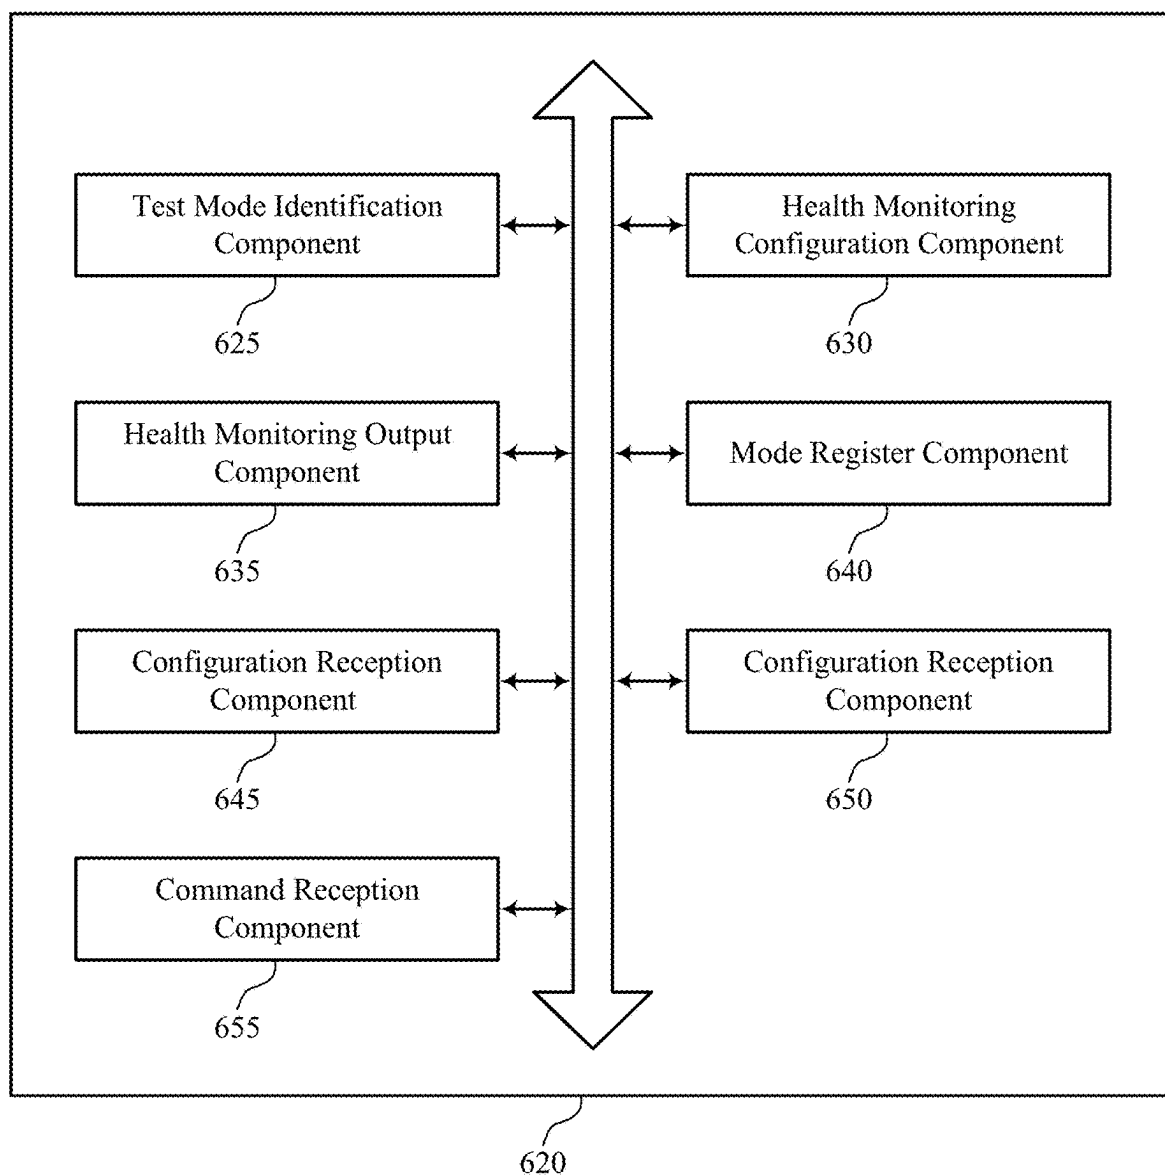 Test Mode Identification
Component
625
Health Monitoring
Configuration Component
630
Health Monitoring Output
Component
635
Mode Register Component
640
Configuration Reception
Component
645
Configuration Reception
Component
650
Command Reception
Component
655
620